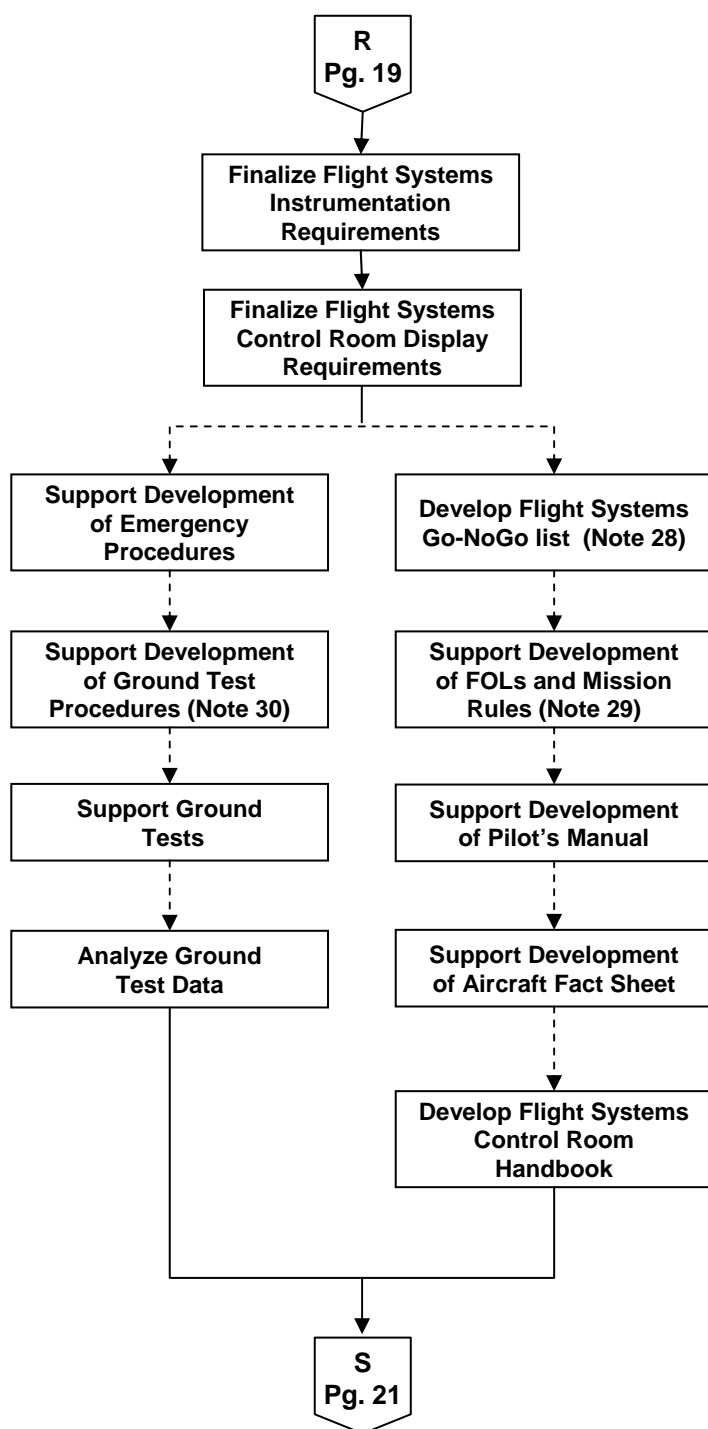 R
Pg. 19
Finalize Flight Systems
Instrumentation
Requirements
Finalize Flight Systems
Control Room Display
Requirements
Support Development
of Emergency
Procedures
Develop Flight Systems
Go-NoGo list (Note 28)
Support Development
of Ground Test
Procedures (Note 30)
Support Development
of FOLs and Mission
Rules (Note 29)
Support Ground
Tests
Support Development
of Pilot’s Manual
Analyze Ground
Test Data
Support Development
of Aircraft Fact Sheet
Develop Flight Systems
Control Room
Handbook
S
Pg. 21